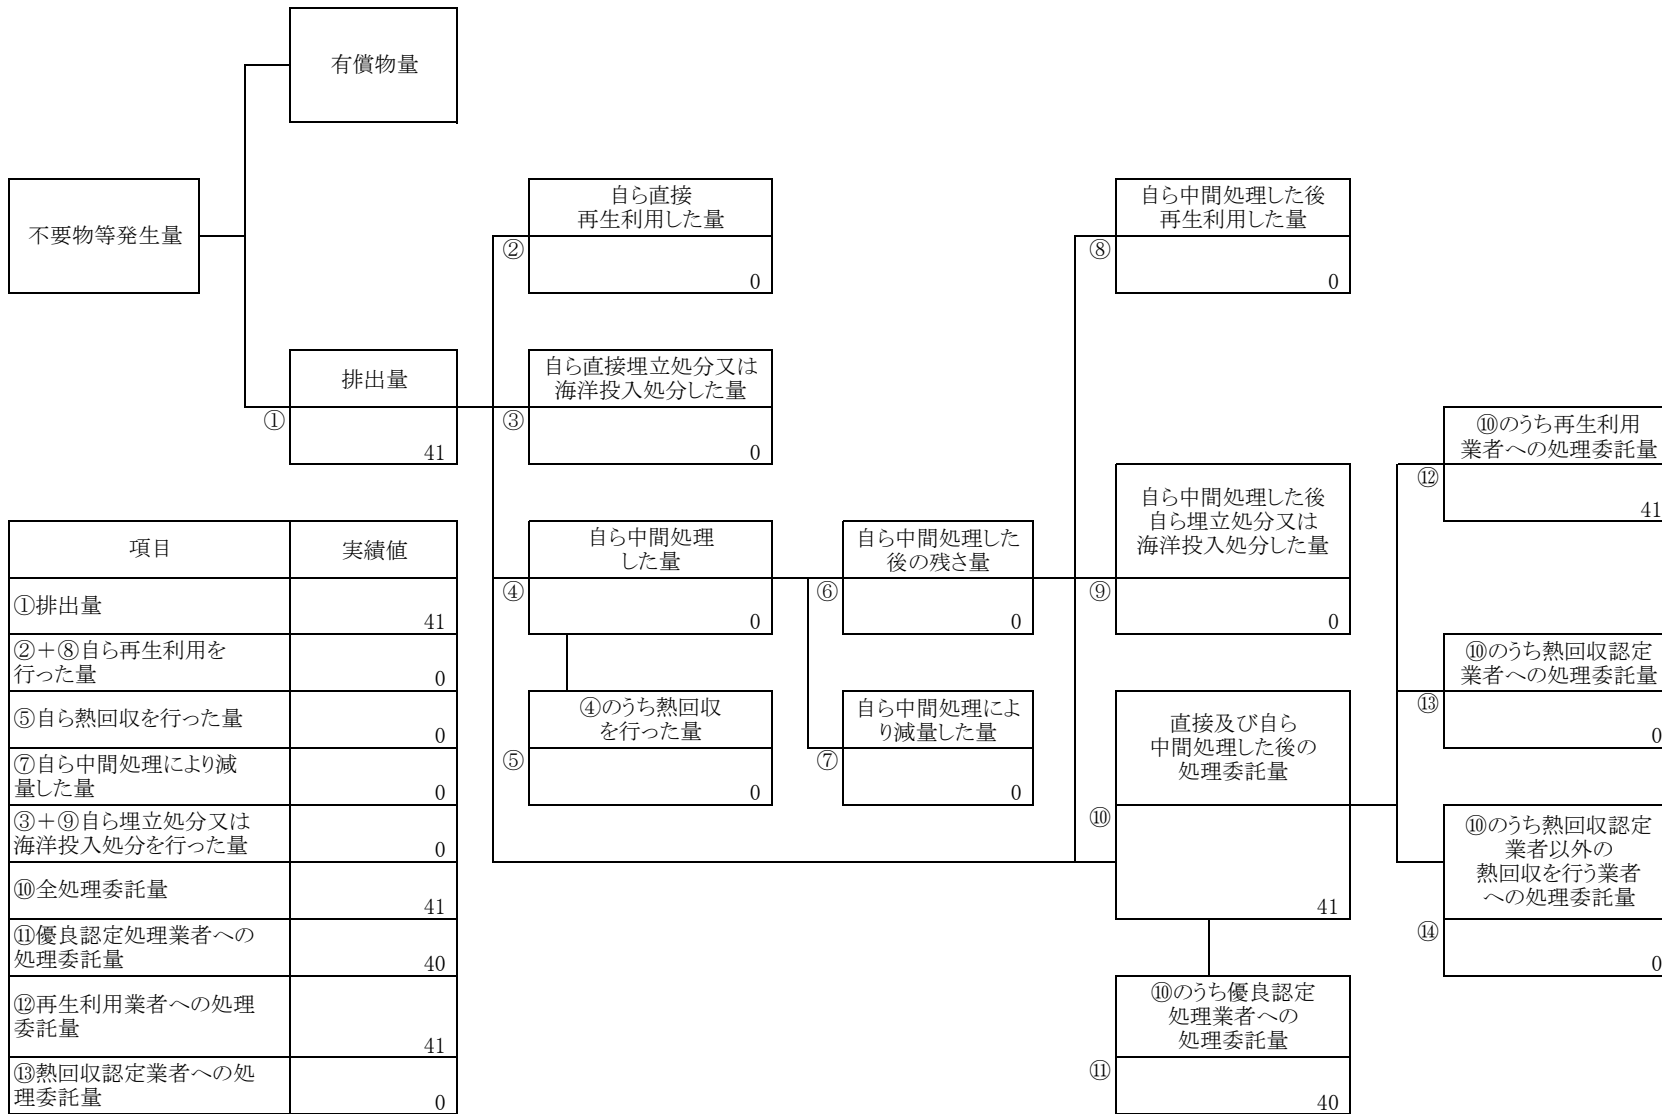 有償物量
不要物等発生量
自ら直接
再生利用した量
②
0
自ら中間処理した後
再生利用した量
⑧
0
排出量
①
41
自ら直接埋立処分又は
海洋投入処分した量
③
0
⑩のうち再生利用
業者への処理委託量
⑫
41
自ら中間処理した後
自ら埋立処分又は
海洋投入処分した量
⑨
0
自ら中間処理
した量
④
0
自ら中間処理した
後の残さ量
⑥
0
④のうち熱回収
を行った量
⑤
0
自ら中間処理によ
り減量した量
⑦
0
直接及び自ら
中間処理した後の
処理委託量
⑩
41
⑩のうち熱回収認定
業者への処理委託量
⑬
0
⑩のうち熱回収認定
業者以外の
熱回収を行う業者
への処理委託量
⑭
0
⑩のうち優良認定
処理業者への
処理委託量
⑪
40
項目 実績値
①排出量 41
②+⑧自ら再生利用を
行った量 0
⑤自ら熱回収を行った量 0
⑦自ら中間処理により減
量した量 0
③+⑨自ら埋立処分又は
海洋投入処分を行った量 0
⑩全処理委託量 41
⑪優良認定処理業者への
処理委託量 40
⑫再生利用業者への処理
委託量 41
⑬熱回収認定業者への処
理委託量 0